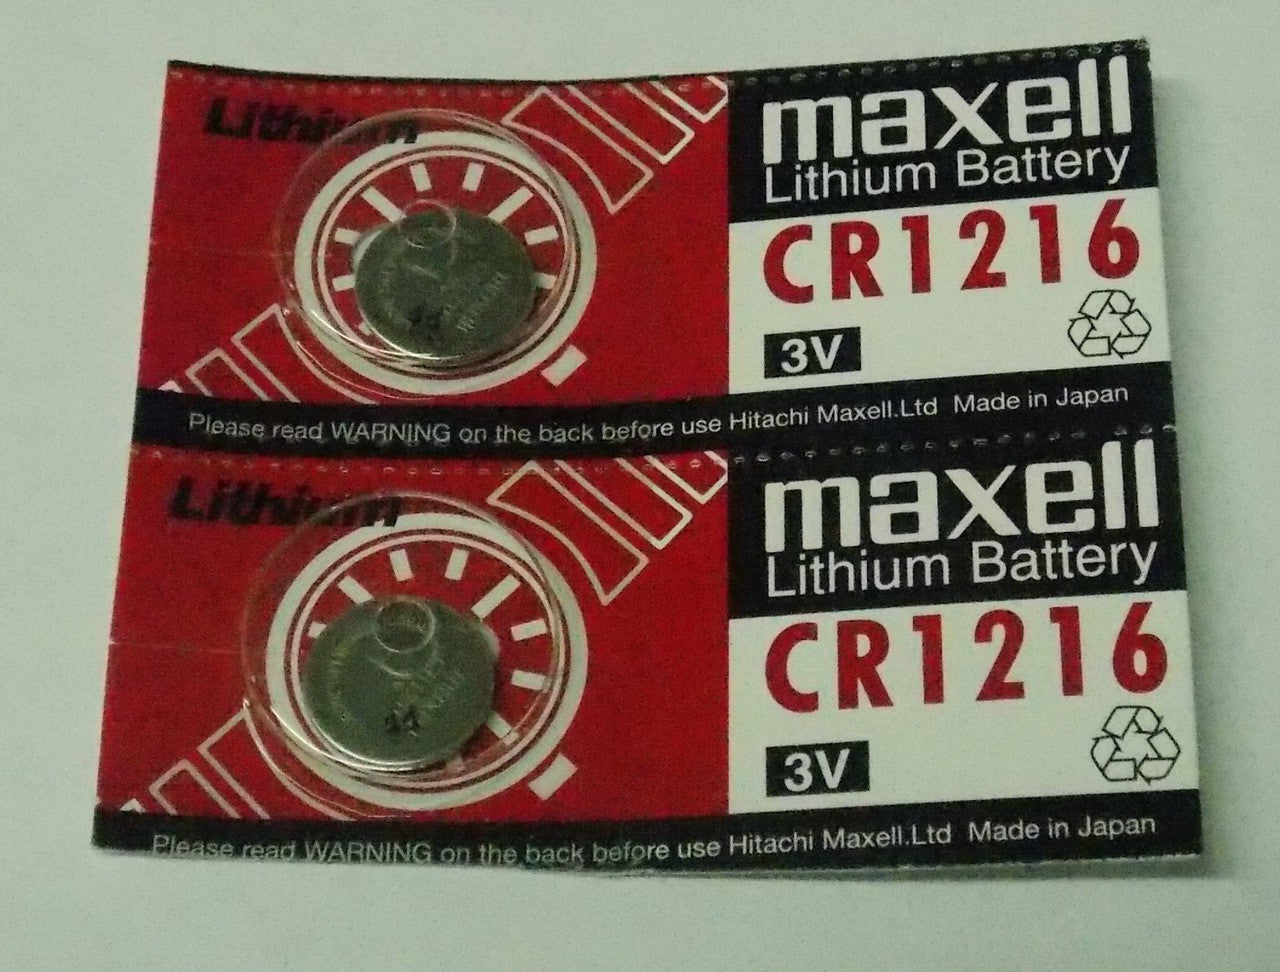 Lithium
maxell
Lithium Battery
CR1216
3V
Please read WARNING on the back before use Hitachi Maxell.Ltd Made in Japan
Lithium
maxell
Lithium Battery
CR1216
3V
Please read WARNING on the back before use Hitachi Maxell.Ltd Made in Japan